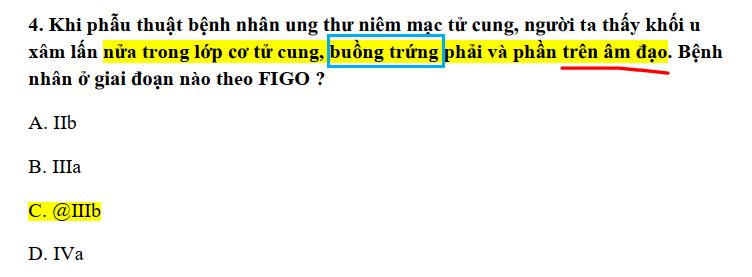 4. Khi phẫu thuật bệnh nhân ung thư niêm mạc tử cung, người ta thấy khối u
xâm lấn nửa trong lớp cơ tử cung, buồng trứng phải và phần trên âm đạo. Bệnh
nhân ở giai đoạn nào theo FIGO ?
A. IIb
B. IIIa
C. @IIIb
D. IVa